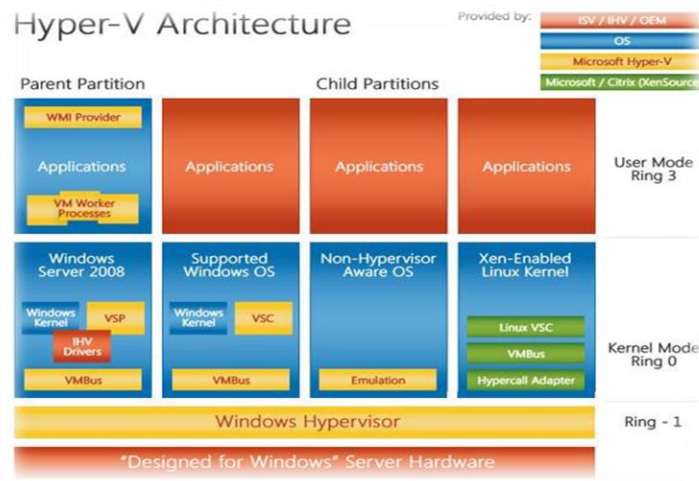 Hyper-V Architecture
Provided by:
ISV / IHV / OEM
OS
Microsoft Hyper-V
Microsoft / Citrix (XenSource
Parent Partition
Child Partitions
WMI Provider
Applications
VM Worker
Processes
Applications
Applications
Applications
User Mode
Ring 3
Windows
Server 2008
Windows
Kernel
VSP
IHV
Drivers
VMBus
Supported
Windows OS
Windows
Kernel
VSC
VMBus
Non-Hypervisor
Aware OS
Emulation
Xen-Enabled
Linux Kernel
Linux VSC
VMBus
Hypercall Adapter
Kernel Mode
Ring 0
Windows Hypervisor
Ring - 1
"Designed for Windows" Server Hardware